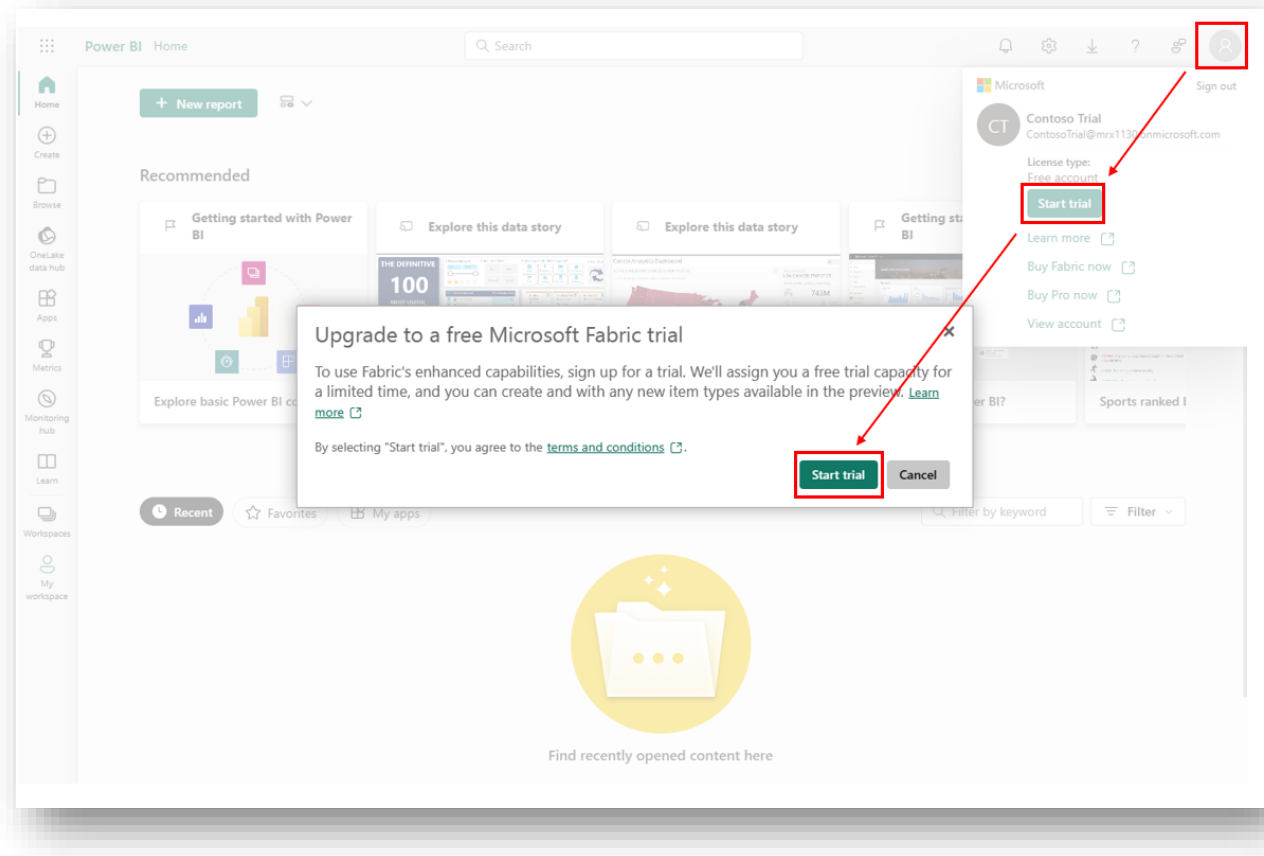 Power BI Home
Search
Home
Create
Browse
OneLake
data hub
Apps
Metrics
Monitoring
hub
Learn
Workspaces
My
workspace
+ New report
Recommended
Getting started with Power
BI
Explore this data story
Explore this data story
Getting sta
BI
THE DEFINITIVE
100
Explore basic Power BI co
er BI?
Sports ranked b
Microsoft
Sign out
CT
Contoso Trial
ContosoTrial@mrx1130.onmicrosoft.com
License type:
Free account
Start trial
Learn more
Buy Fabric now
Buy Pro now
View account
Upgrade to a free Microsoft Fabric trial
To use Fabric's enhanced capabilities, sign up for a trial. We'll assign you a free trial capacity for
a limited time, and you can create and with any new item types available in the preview. Learn
more
By selecting "Start trial", you agree to the terms and conditions.
Start trial
Cancel
Recent
Favorites
My apps
Filter by keyword
Filter
Find recently opened content here